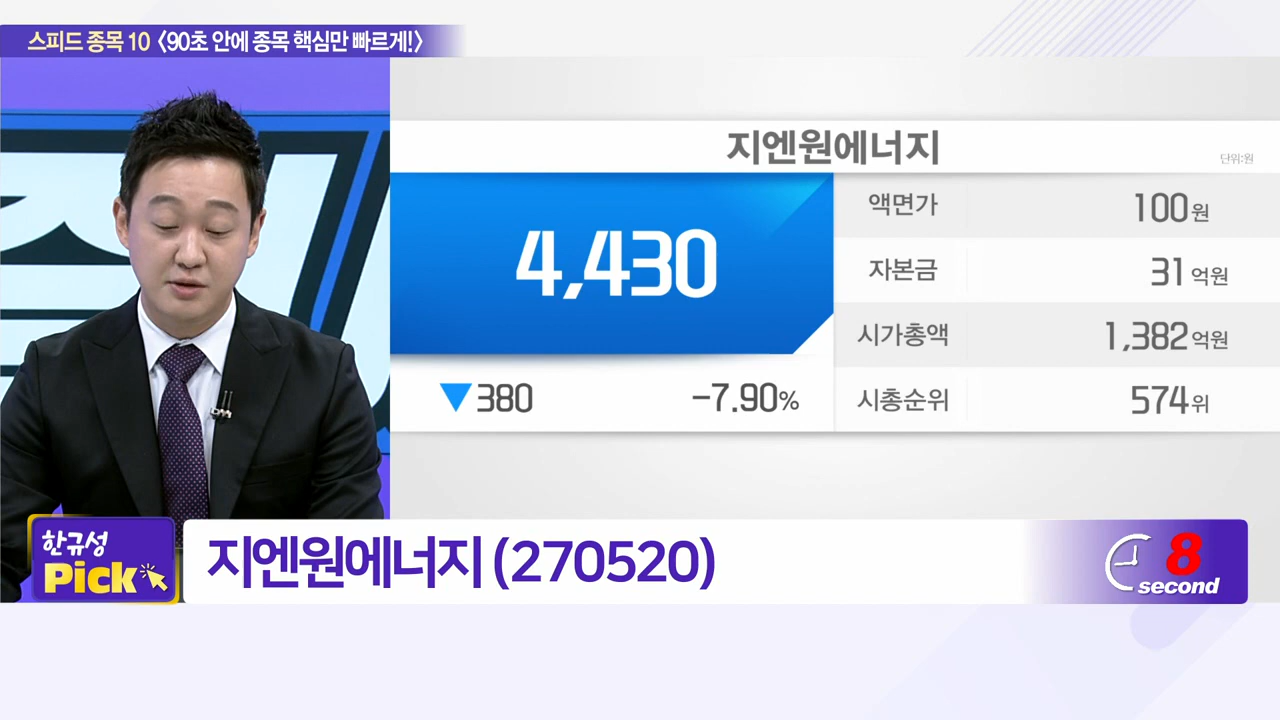 스피드 종목 10 〈90초 안에 종목 핵심만 빠르게!〉
지엔원에너지
단위:원
4,430
▼380 -7.90%
액면가 100원
자본금 31억원
시가총액 1,382억원
시총순위 574위
한규성
Pick
지엔원에너지 (270520)
8
second